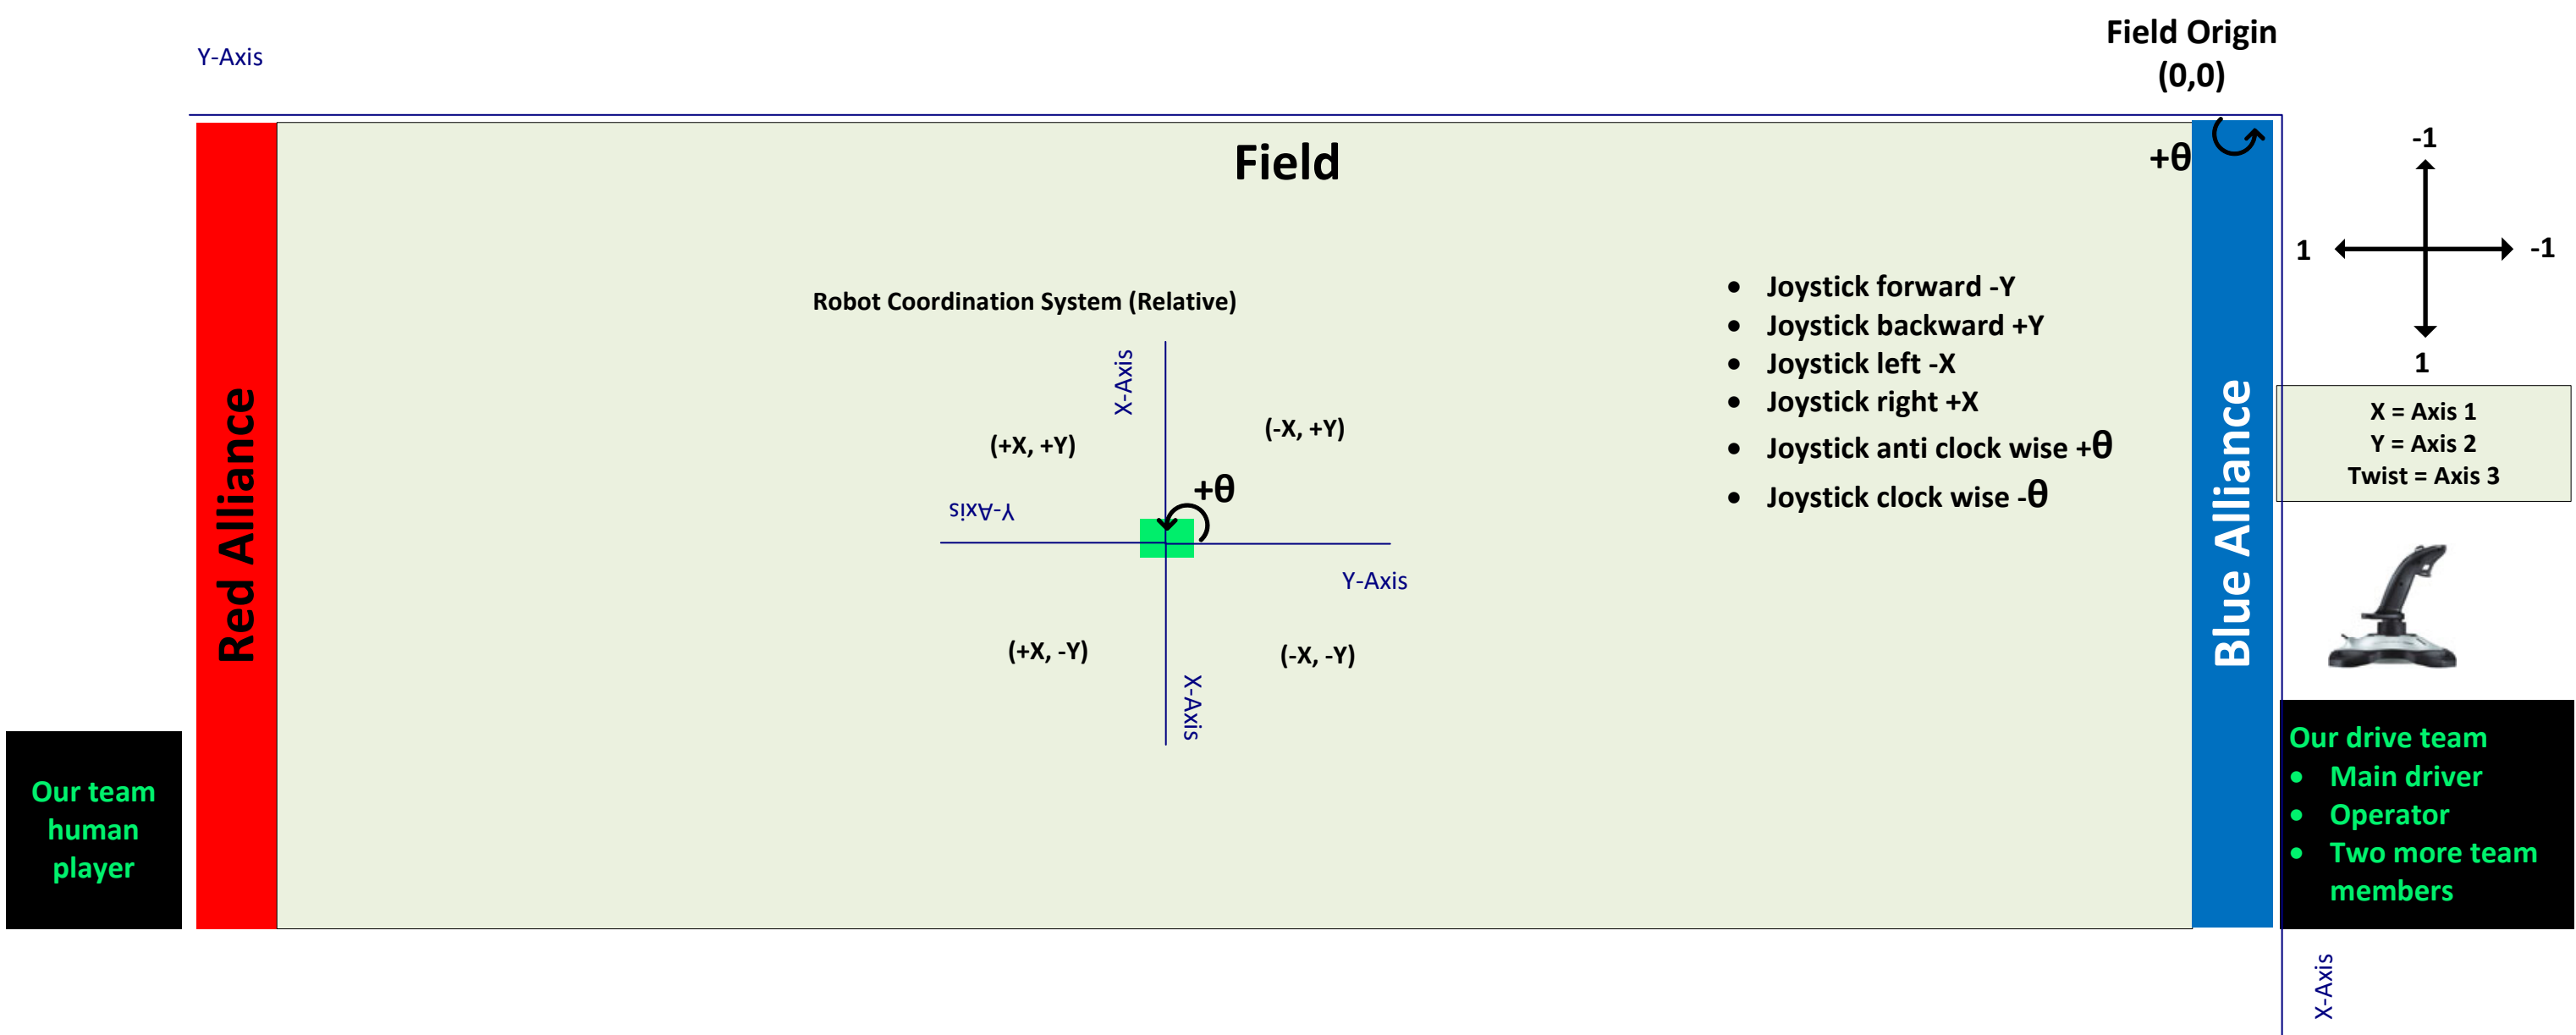 Y-Axis
Field Origin
(0,0)
Field
+θ
-1
1
-1
1
Robot Coordination System (Relative)
X-Axis
(+X, +Y)
(-X, +Y)
+θ
Y-Axis
Y-Axis
(+X, -Y)
(-X, -Y)
X-Axis
• Joystick forward -Y
• Joystick backward +Y
• Joystick left -X
• Joystick right +X
• Joystick anti clock wise +θ
• Joystick clock wise -θ
Red Alliance
Blue Alliance
X = Axis 1
Y = Axis 2
Twist = Axis 3
Our team
human
player
Our drive team
• Main driver
• Operator
• Two more team
members
X-Axis